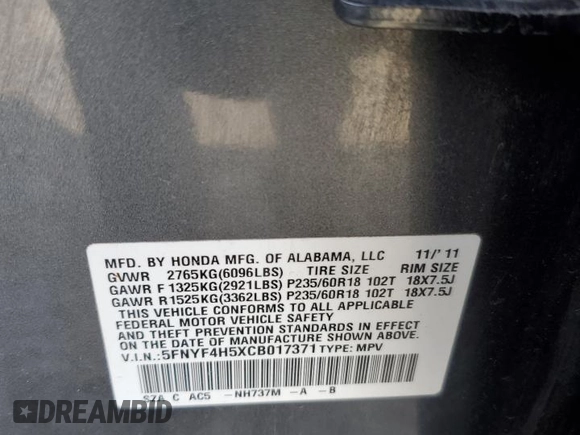 MFD. BY HONDA MFG. OF ALABAMA, LLC 11/'11
GVWR 2765KG(6096LBS) TIRE SIZE RIM SIZE
GAWR F 1325KG(2921LBS) P235/60R18 102T 18X7.5J
GAWR R1525KG(3362LBS) P235/60R18 102T 18X7.5J
THIS VEHICLE CONFORMS TO ALL APPLICABLE
FEDERAL MOTOR VEHICLE SAFETY
AND THEFT PREVENTION STANDARDS IN EFFECT
ON THE DATE OF MANUFACTURE SHOWN ABOVE.
V.I.N.:5FNYF4H5XCB017371 TYPE: MPV
SZA C AC5 -NH737M -A -B
DREAMBID